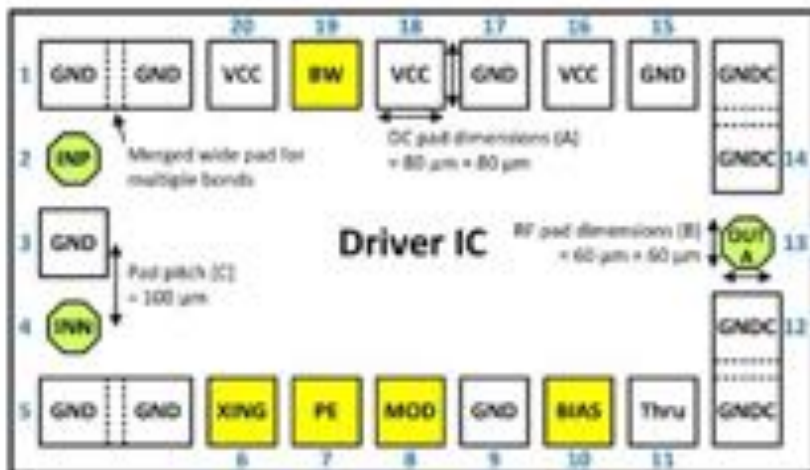 20 19 18 17 16 15
1 GND GND VCC BW VCC GND VCC GND GNDC
DC pad dimensions (A)
= 80 µm × 80 µm
2 INP
Merged wide pad for
multiple bonds
GNDC 14
3 GND
Driver IC
RF pad dimensions (B)
= 60 µm × 60 µm
OUT
A
13
Pad pitch (C)
= 100 µm
4 INN
GNDC 12
5 GND GND XING PE MOD GND BIAS Thru GNDC
6 7 8 9 10 11